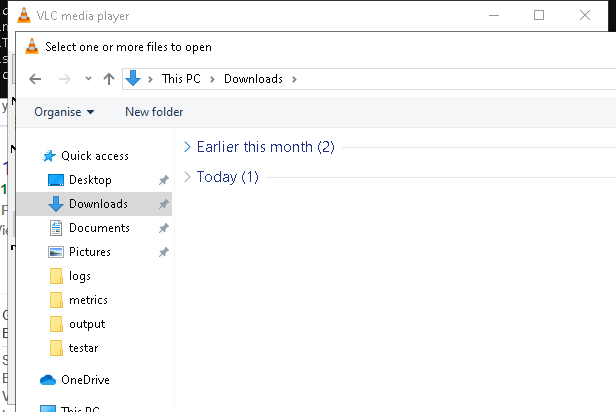 VLC media player
Select one or more files to open
This PC > Downloads >
Organise New folder
Earlier this month (2)
Today (1)
Quick access
Desktop
Downloads
Documents
Pictures
logs
metrics
output
testar
OneDrive
This PC